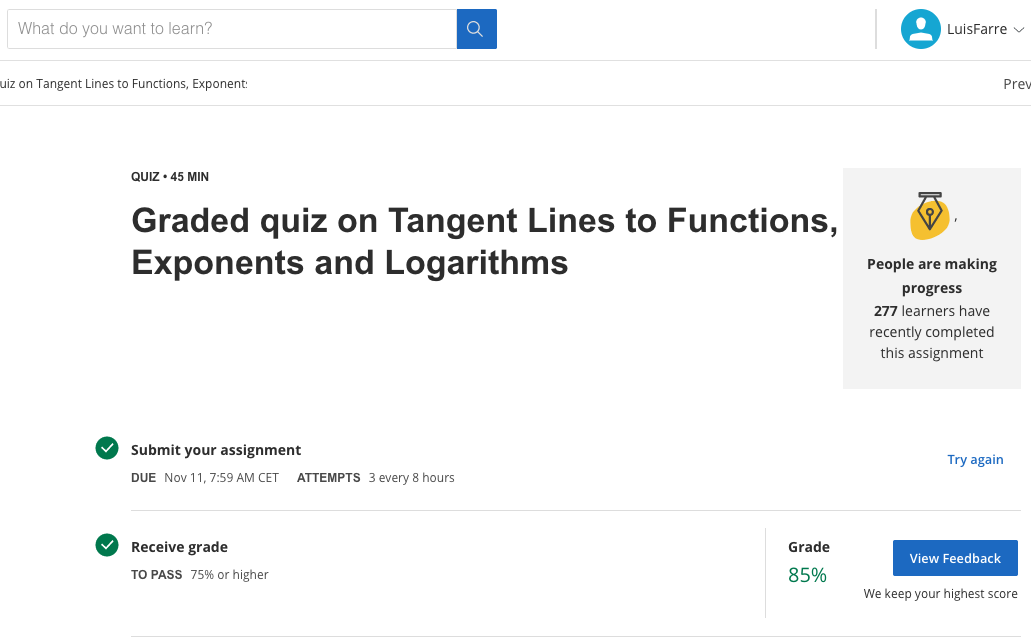 What do you want to learn?
LuisFarre
uiz on Tangent Lines to Functions, Exponent
Prev
QUIZ • 45 MIN
Graded quiz on Tangent Lines to Functions,
Exponents and Logarithms
,
People are making
progress
277 learners have
recently completed
this assignment
Submit your assignment
DUE Nov 11, 7:59 AM CET ATTEMPTS 3 every 8 hours
Try again
Receive grade
TO PASS 75% or higher
Grade
85%
View Feedback
We keep your highest score